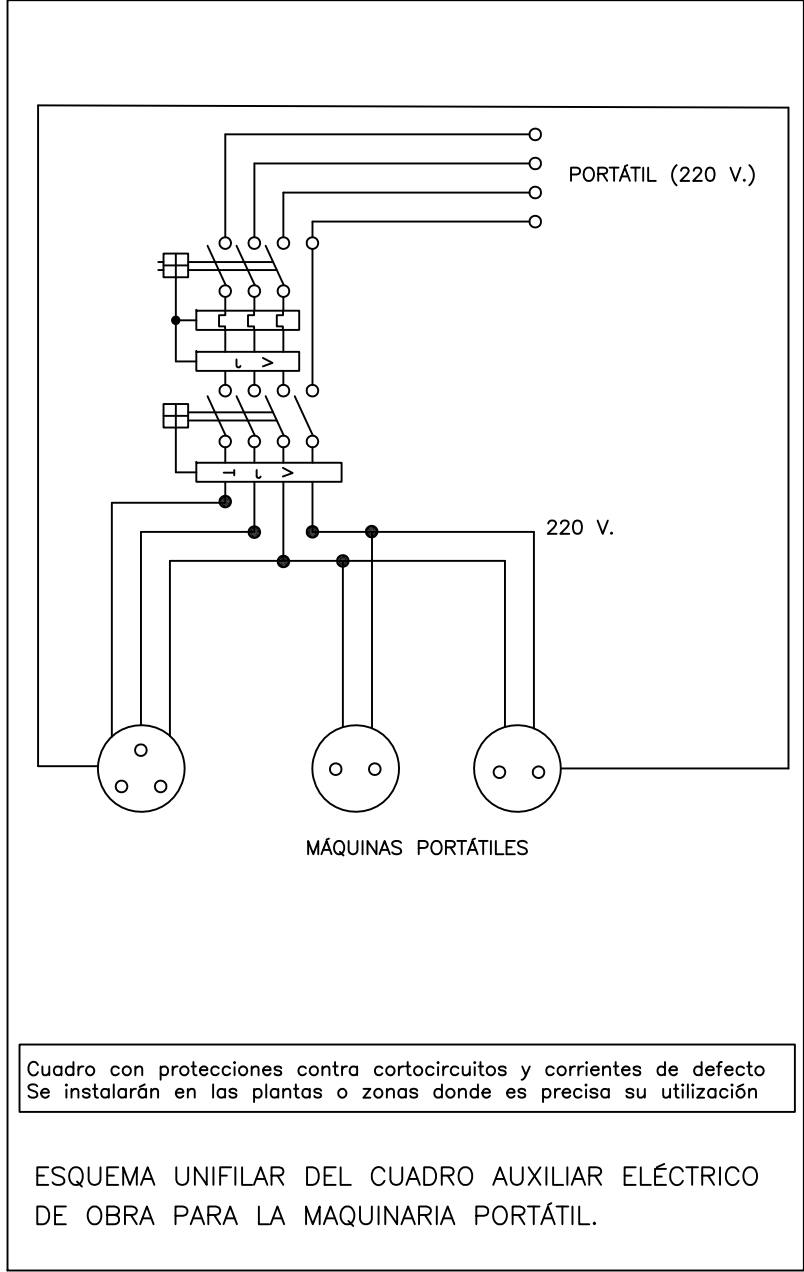 PORTÁTIL (220 V.)
220 V.
MÁQUINAS PORTÁTILES
Cuadro con protecciones contra cortocircuitos y corrientes de defecto
Se instalarán en las plantas o zonas donde es precisa su utilización
ESQUEMA UNIFILAR DEL CUADRO AUXILIAR ELÉCTRICO
DE OBRA PARA LA MAQUINARIA PORTÁTIL.